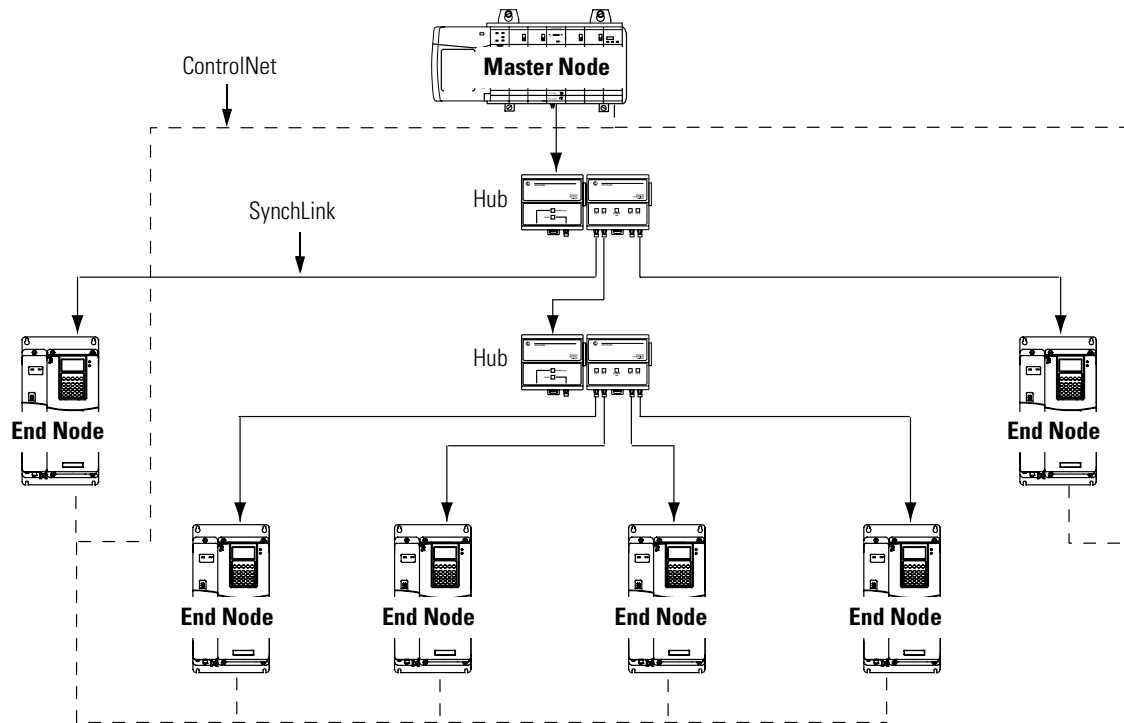 Master Node
ControlNet
Hub
SynchLink
Hub
End Node
End Node
End Node
End Node
End Node
End Node